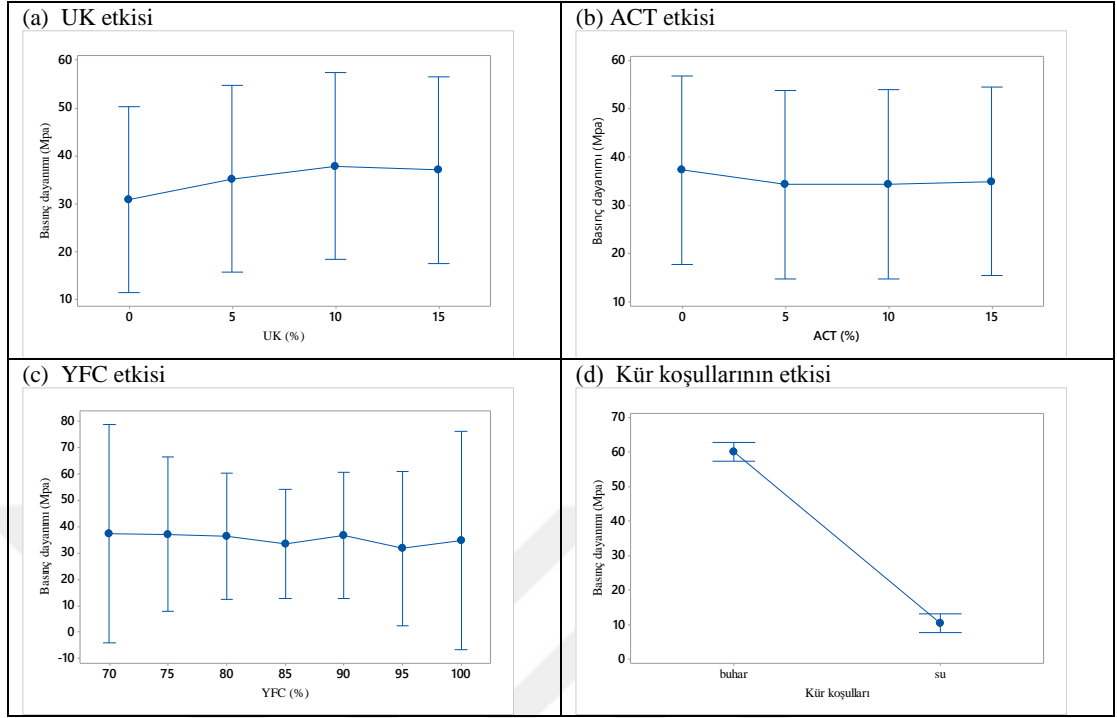 (a) UK etkisi
Basınç dayanımı (Mpa)
60
50
40
30
20
10
0 5 10 15
UK (%)
(b) ACT etkisi
Basınç dayanımı (Mpa)
60
50
40
30
20
10
0 5 10 15
ACT (%)
(c) YFC etkisi
Basınç dayanımı (Mpa)
80
70
60
50
40
30
20
10
0
-10
70 75 80 85 90 95 100
YFC (%)
(d) Kür koşullarının etkisi
Basınç dayanımı (Mpa)
70
60
50
40
30
20
10
0
buhar su
Kür koşulları